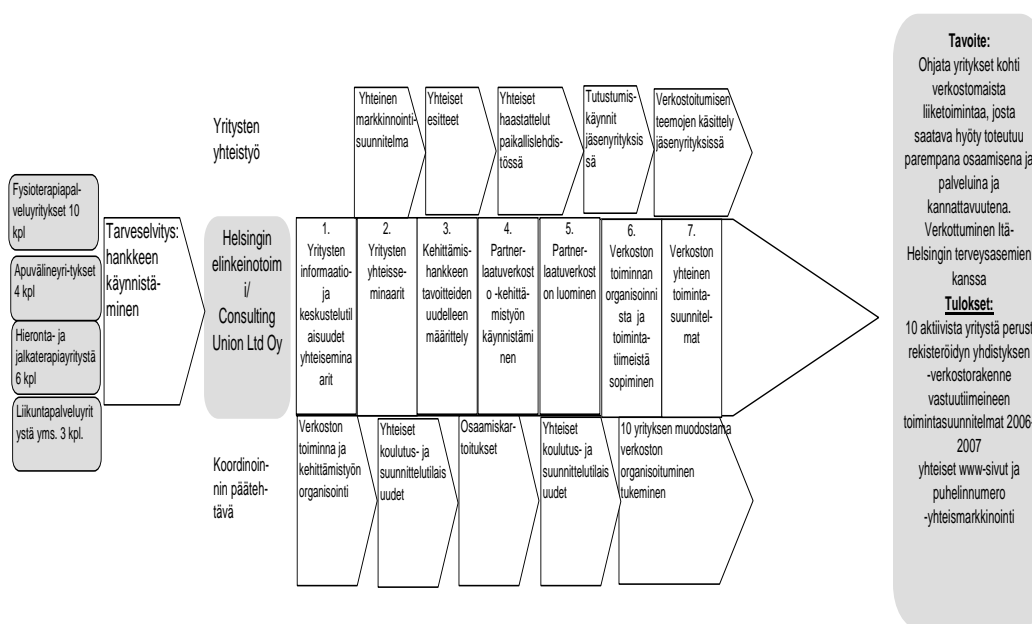 Fysioterapiapal-
veluyritykset 10
kpl
Apuvälineyri-tykset
4 kpl
Hieronta- ja
jalkaterapiayritystä
6 kpl
Liikuntapalveluyrit
ystä yms. 3 kpl.
Tarveselvitys:
hankkeen
käynnistä-
minen
Yritysten
yhteistyö
Yhteinen
markkinnointi-
suunnitelma
Yhteiset
esitteet
Yhteiset
haastattelut
paikallislehdis-
tössä
Tutustumis-
käynnit
jäsenyrityksis
sä
Verkostoitumisen
teemojen käsittely
jäsenyrityksissä
Helsingin
elinkeinotoim
i/
Consulting
Union Ltd Oy
1.
Yritysten
informaatio-
ja
keskustelutil
aisuudet
yhteisemina
arit
2.
Yritysten
yhteisse-
minaarit
3.
Kehittämis-
hankkeen
tavoitteiden
uudelleen
määrittely
4.
Partner-
laatuverkost
o -kehittä-
mistyön
käynnistämi
nen
5.
Partner-
laatuverkost
on luominen
6.
Verkoston
toiminnan
organisoinni
sta ja
toiminta-
tiimeistä
sopiminen
7.
Verkoston
yhteinen
toiminta-
suunnitel-
mat
Koordinoin-
nin pääteh-
tävä
Verkoston
toiminna ja
kehittämistyön
organisointi
Yhteiset
koulutus- ja
suunnittelutilais
uudet
Osaamiskar-
toitukset
Yhteiset
koulutus- ja
suunnittelutilais
uudet
10 yrityksen muodostama
verkoston
organisoituminen
tukeminen
Tavoite:
Ohjata yritykset kohti
verkostomaista
liiketoimintaa, josta
saatava hyöty toteutuu
parempana osaamisena ja
palveluina ja
kannattavuutena.
Verkottuminen Itä-
Helsingin terveysasemien
kanssa
Tulokset:
10 aktiivista yritystä perust
rekisteröidyn yhdistyksen
-verkostorakenne
vastuutiimeineen
toimintasuunnitelmat 2006-
2007
yhteiset www-sivut ja
puhelinnumero
-yhteismarkkinointi